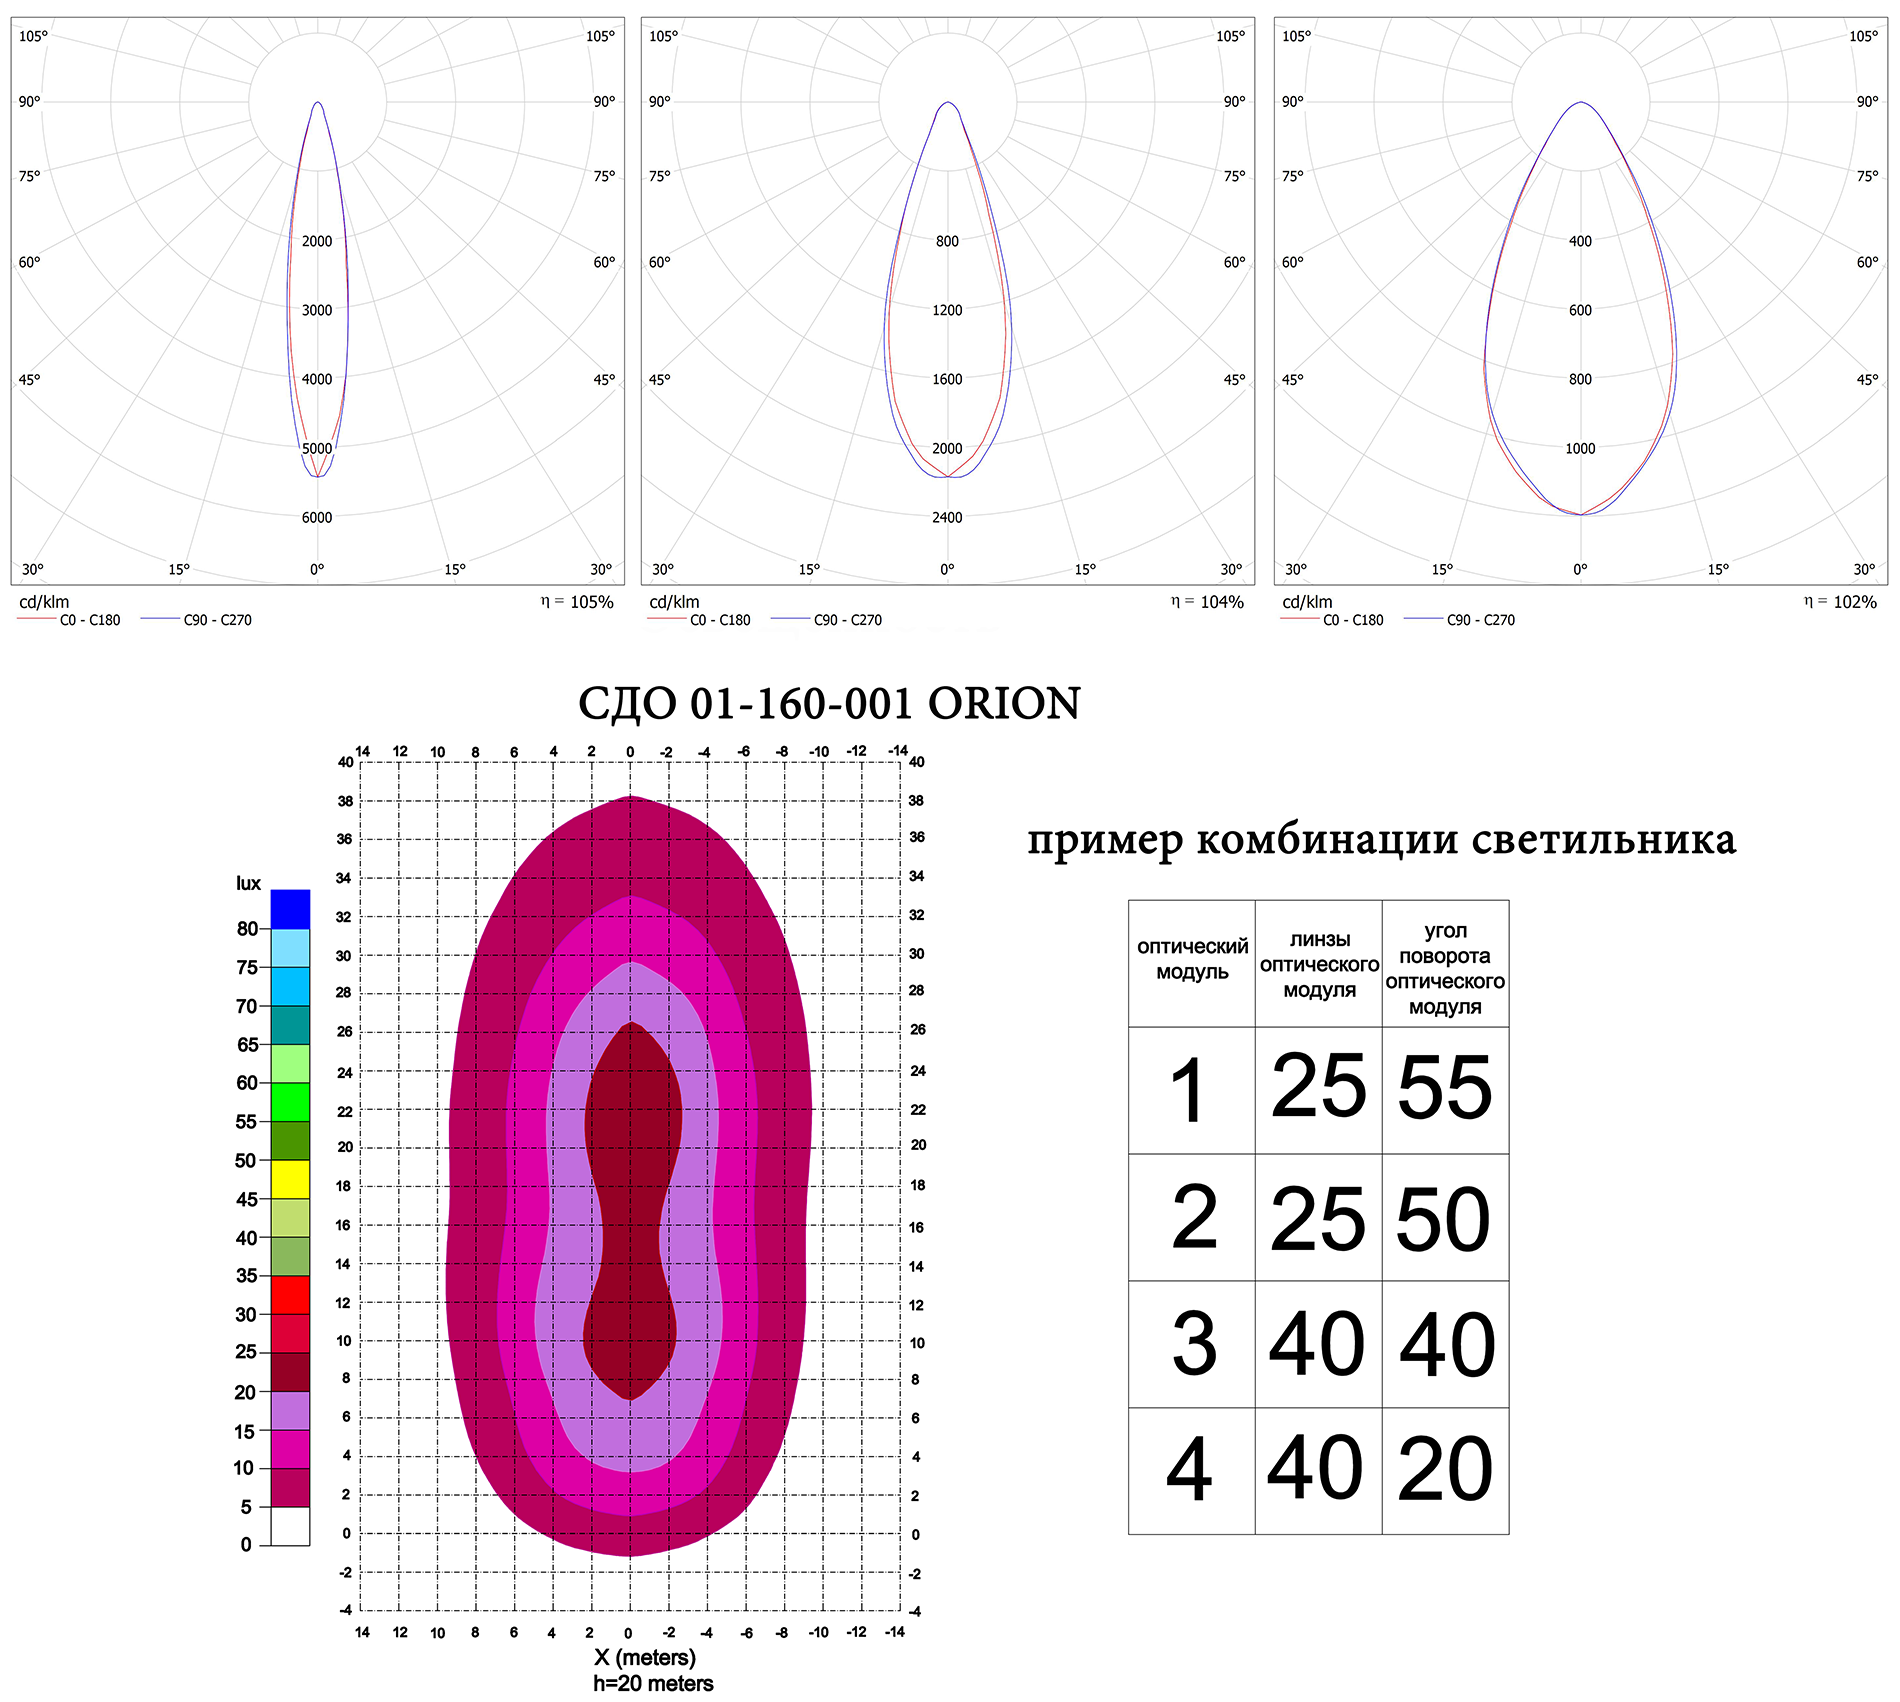 105° 105°
90° 90°
75° 75°
60° 60°
45° 45°
30° 15° 0° 15° 30°
2000
3000
4000
5000
6000
cd/klm η = 105%
C0 - C180 C90 - C270
105° 105°
90° 90°
75° 75°
60° 60°
45° 45°
30° 15° 0° 15° 30°
800
1200
1600
2000
2400
cd/klm η = 104%
C0 - C180 C90 - C270
105° 105°
90° 90°
75° 75°
60° 60°
45° 45°
30° 15° 0° 15° 30°
400
600
800
1000
cd/klm η = 102%
C0 - C180 C90 - C270
СДО 01-160-001 ORION
lux
80
75
70
65
60
55
50
45
40
35
30
25
20
15
10
5
0
14 12 10 8 6 4 2 0 -2 -4 -6 -8 -10 -12 -14
40 40
38 38
36 36
34 34
32 32
30 30
28 28
26 26
24 24
22 22
20 20
18 18
16 16
14 14
12 12
10 10
8 8
6 6
4 4
2 2
0 0
-2 -2
-4 -4
14 12 10 8 6 4 2 0 -2 -4 -6 -8 -10 -12 -14
X (meters)
h=20 meters
пример комбинации светильника
оптический
модуль
линзы
оптического
модуля
угол
поворота
оптического
модуля
1 25 55
2 25 50
3 40 40
4 40 20